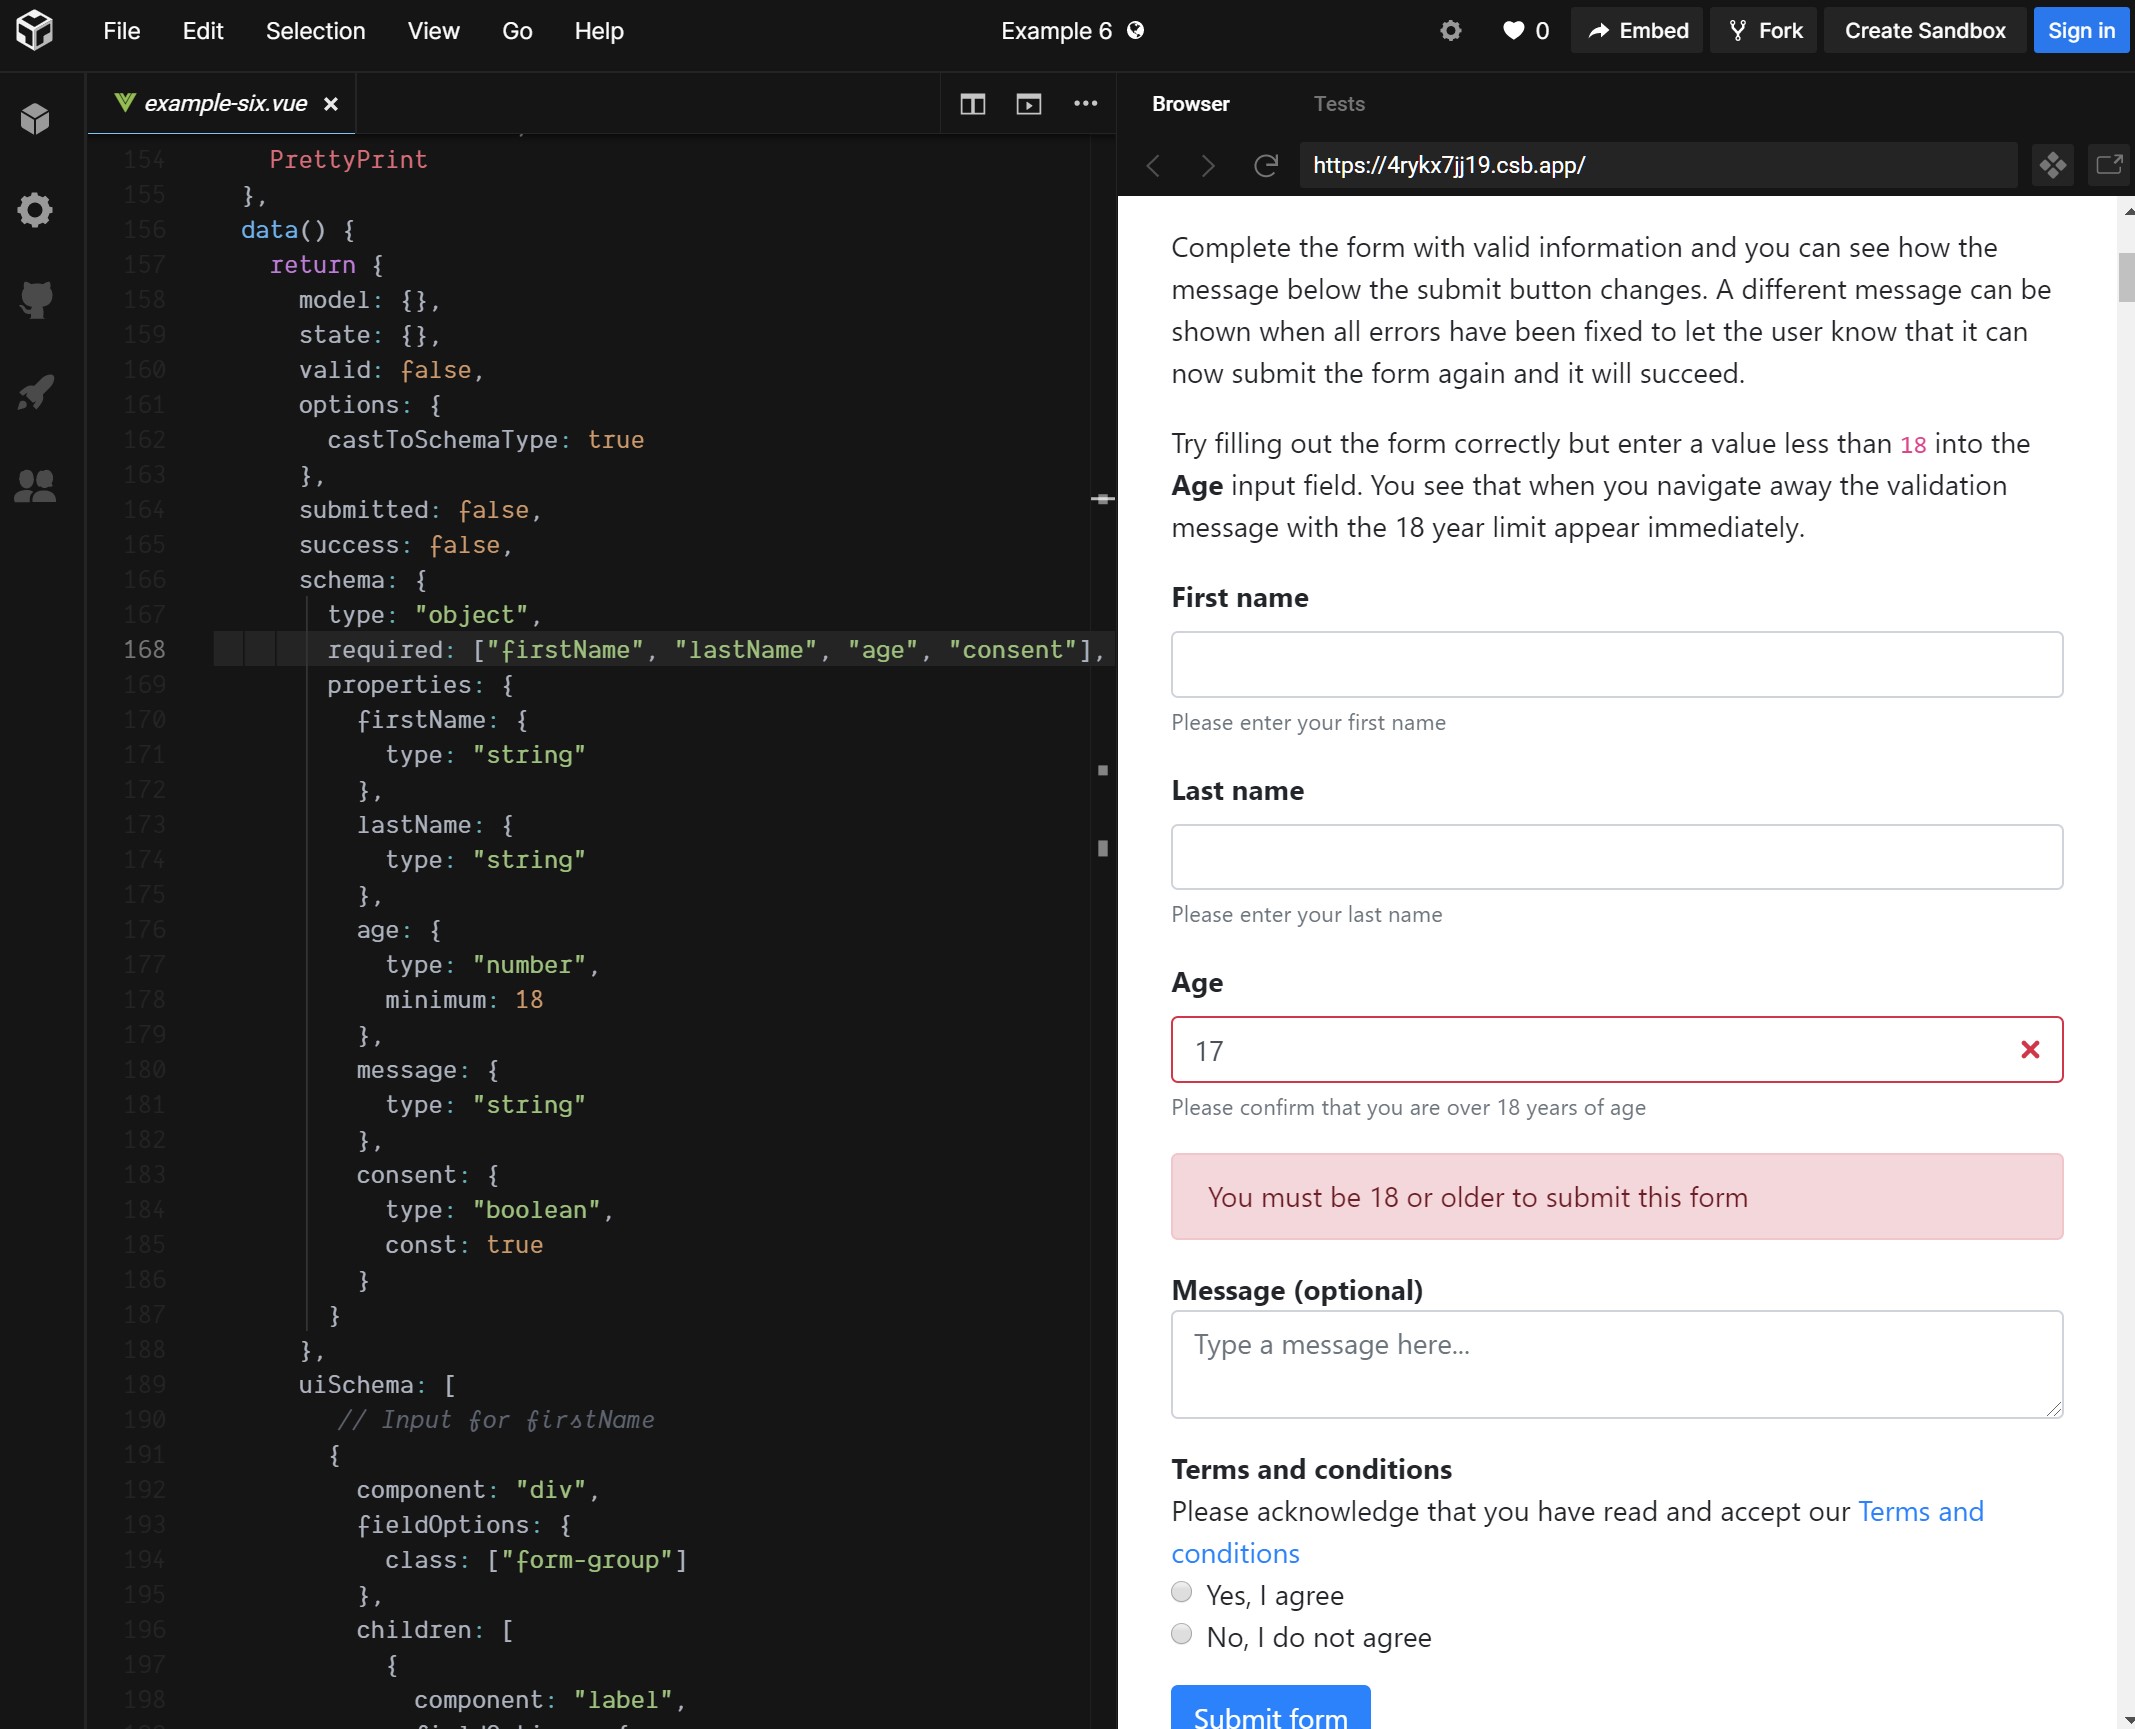 File Edit Selection View Go Help Example 6 0 Embed Fork Create Sandbox Sign in
example-six.vue
154 PrettyPrint
155 },
156 data() {
157 return {
158 model: {},
159 state: {},
160 valid: false,
161 options: {
162 castToSchemaType: true
163 },
164 submitted: false,
165 success: false,
166 schema: {
167 type: "object",
168 required: ["firstName", "lastName", "age", "consent"],
169 properties: {
170 firstName: {
171 type: "string"
172 },
173 lastName: {
174 type: "string"
175 },
176 age: {
177 type: "number",
178 minimum: 18
179 },
180 message: {
181 type: "string"
182 },
183 consent: {
184 type: "boolean",
185 const: true
186 }
187 }
188 },
189 uiSchema: [
190 // Input for firstName
191 {
192 component: "div",
193 fieldOptions: {
194 class: ["form-group"]
195 },
196 children: [
197 {
198 component: "label",
Browser Tests
https://4rykx7jj19.csb.app/
Complete the form with valid information and you can see how the
message below the submit button changes. A different message can be
shown when all errors have been fixed to let the user know that it can
now submit the form again and it will succeed.
Try filling out the form correctly but enter a value less than 18 into the
Age input field. You see that when you navigate away the validation
message with the 18 year limit appear immediately.
First name
Please enter your first name
Last name
Please enter your last name
Age
17
Please confirm that you are over 18 years of age
You must be 18 or older to submit this form
Message (optional)
Type a message here...
Terms and conditions
Please acknowledge that you have read and accept our Terms and
conditions
Yes, I agree
No, I do not agree
Submit form